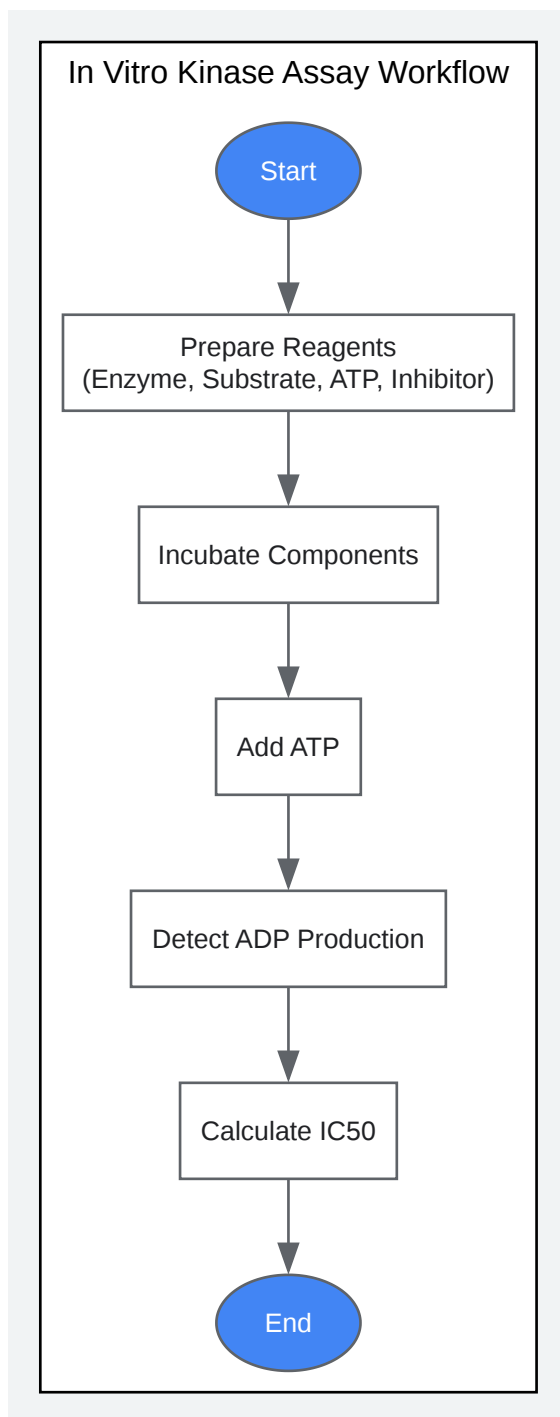 In Vitro Kinase Assay Workflow
Start
Prepare Reagents
(Enzyme, Substrate, ATP, Inhibitor)
Incubate Components
Add ATP
Detect ADP Production
Calculate IC50
End